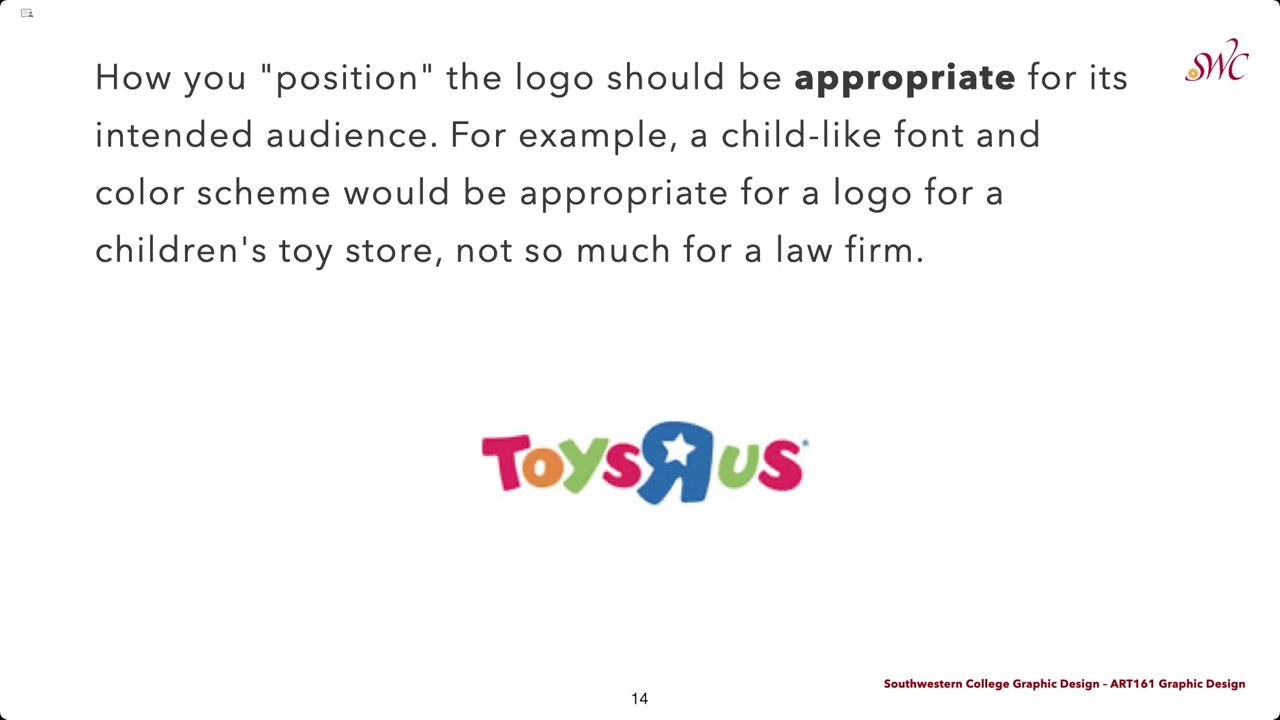 SWC
How you "position" the logo should be appropriate for its
intended audience. For example, a child-like font and
color scheme would be appropriate for a logo for a
children's toy store, not so much for a law firm.
ToysЯus
Southwestern College Graphic Design – ART161 Graphic Design
14